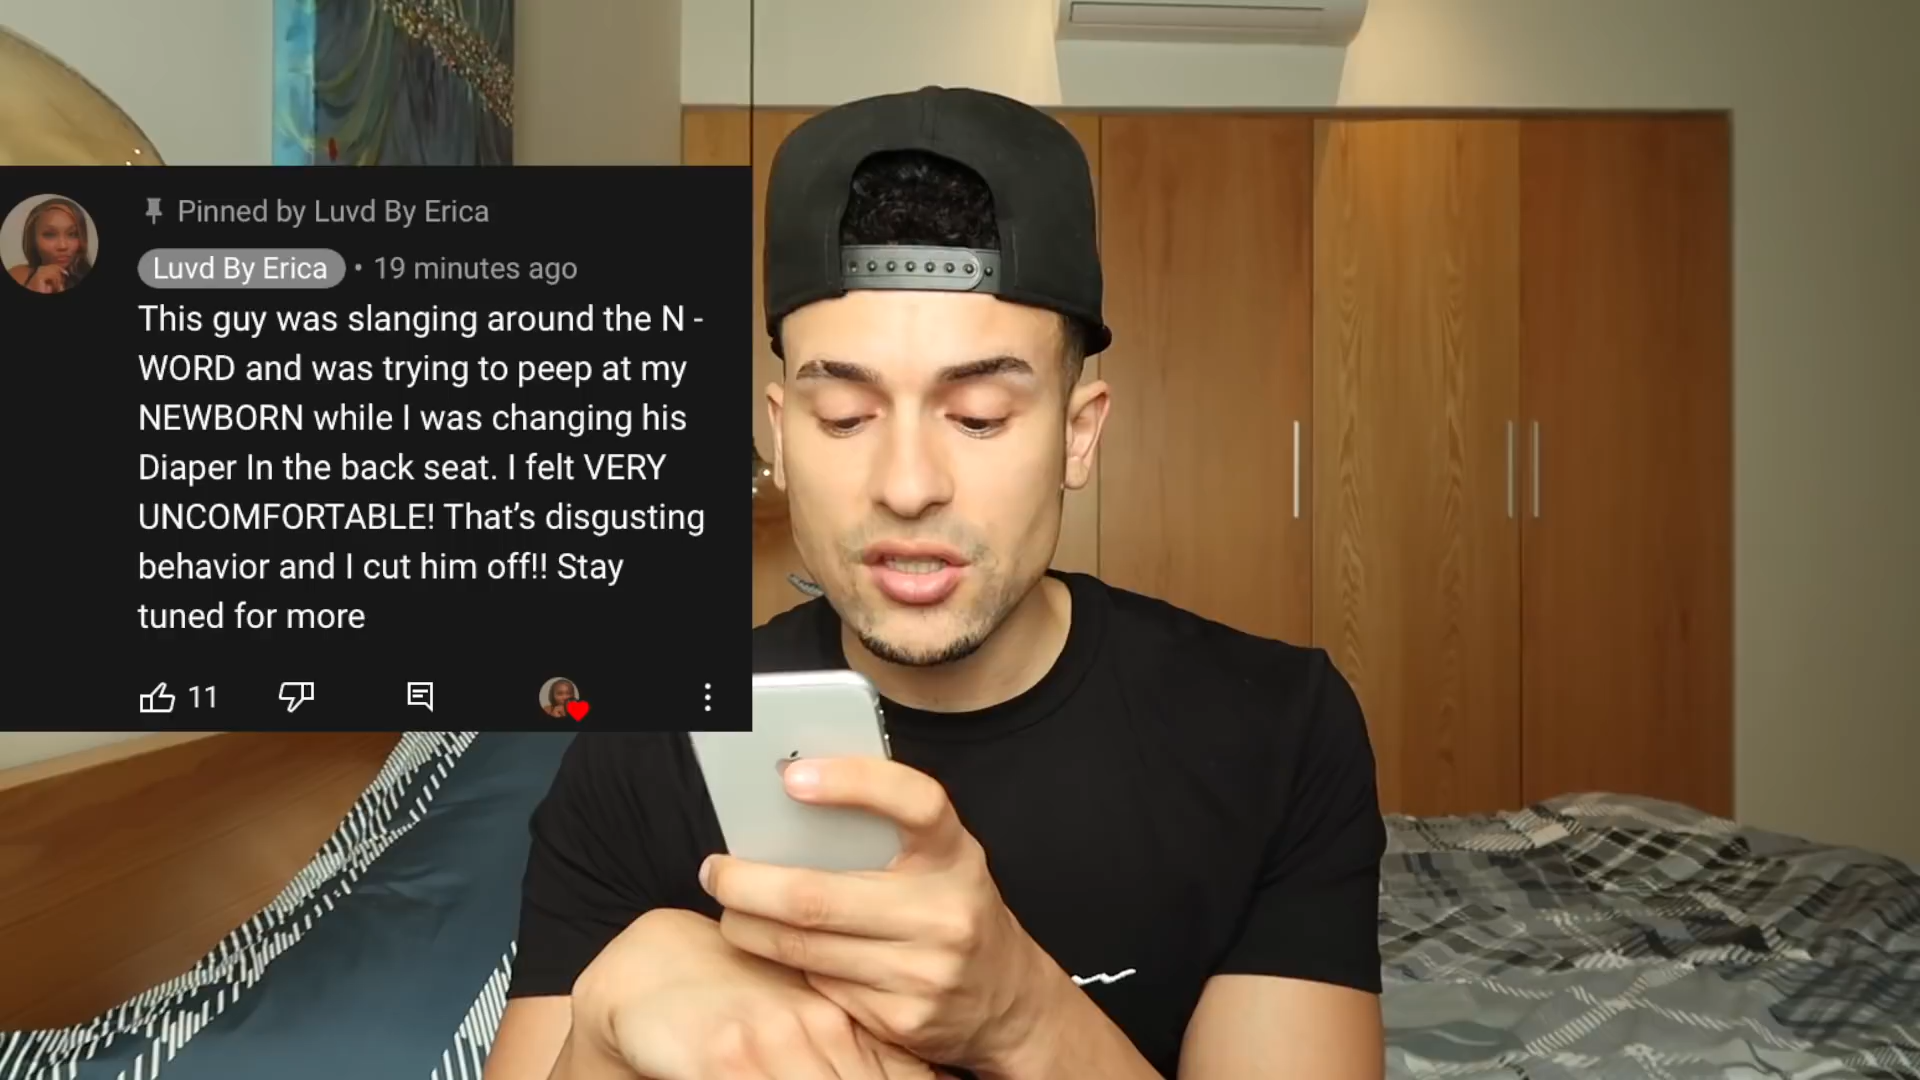 Pinned by Luvd By Erica
Luvd By Erica • 19 minutes ago
This guy was slanging around the N -
WORD and was trying to peep at my
NEWBORN while I was changing his
Diaper In the back seat. I felt VERY
UNCOMFORTABLE! That’s disgusting
behavior and I cut him off!! Stay
tuned for more
11